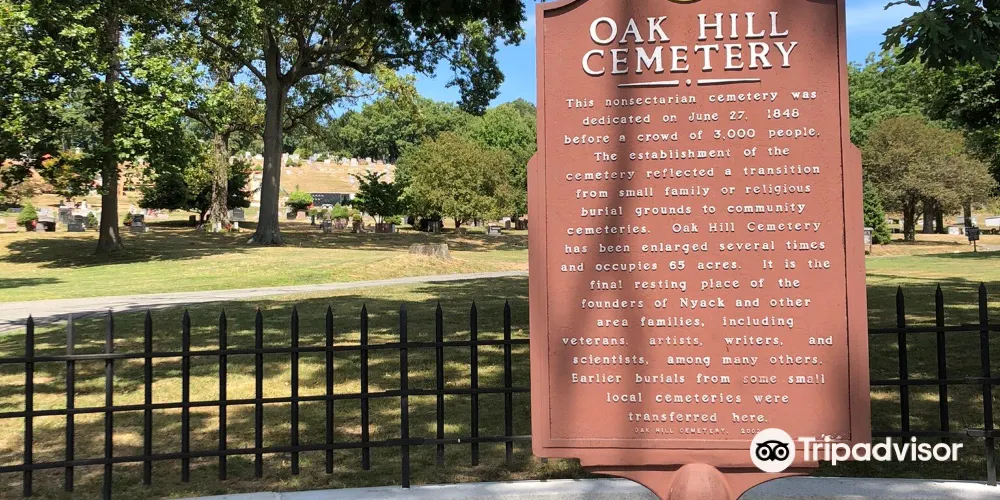 OAK HILL
CEMETERY
This nonsectarian cemetery was
dedicated on June 27, 1848
before a crowd of 3,000 people.
The establishment of the
cemetery reflected a transition
from small family or religious
burial grounds to community
cemeteries. Oak Hill Cemetery
has been enlarged several times
and occupies 65 acres. It is the
final resting place of the
founders of Nyack and other
area families, including
veterans, artists, writers, and
scientists, among many others.
Earlier burials from some small
local cemeteries were
transferred here.
OAK HILL CEMETERY,
Tripadvisor